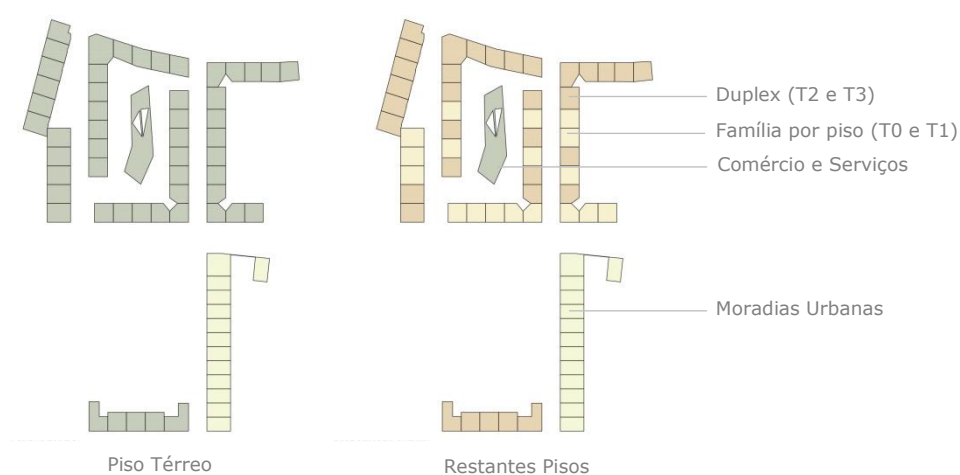 Duplex (T2 e T3)
Família por piso (T0 e T1)
Comércio e Serviços
Moradias Urbanas
Piso Térreo
Restantes Pisos